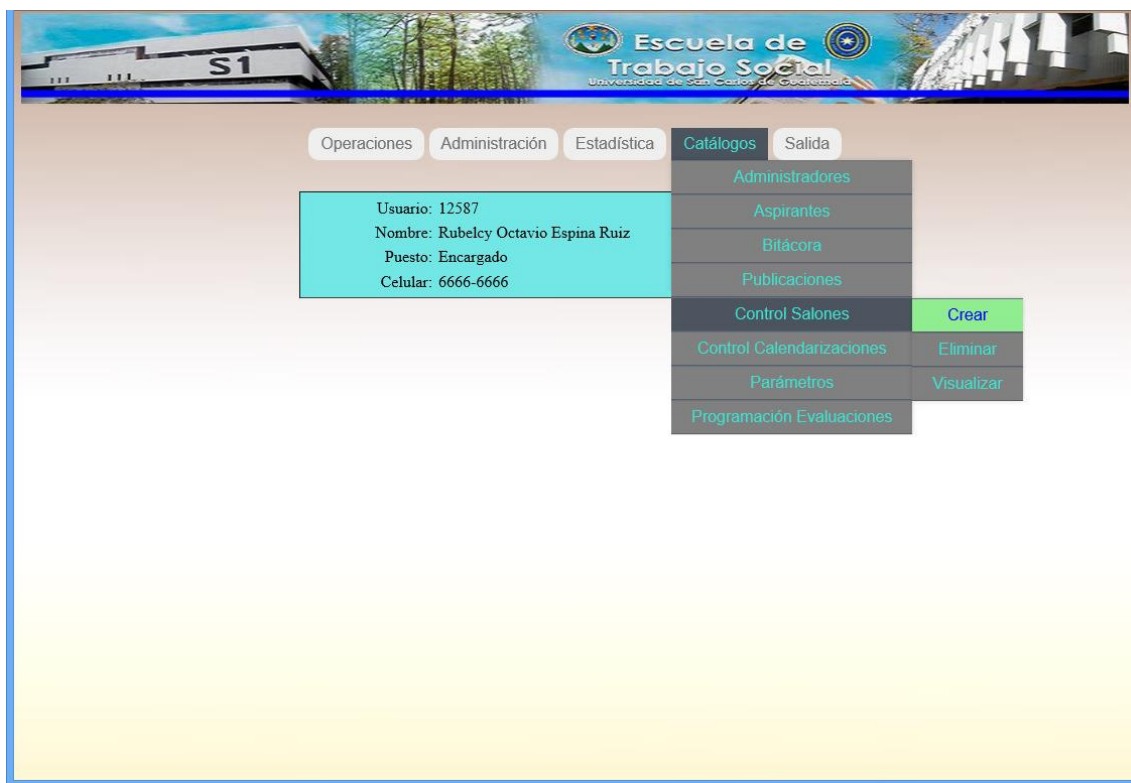 S1
Escuela de
Trabajo Social
Universidad de San Carlos de Guatemala
Operaciones Administración Estadística Catálogos Salida
Administradores
Usuario: 12587
Aspirantes
Nombre: Rubelcy Octavio Espina Ruiz
Bitácora
Puesto: Encargado
Celular: 6666-6666
Publicaciones
Control Salones Crear
Control Calendarizaciones Eliminar
Parámetros Visualizar
Programación Evaluaciones